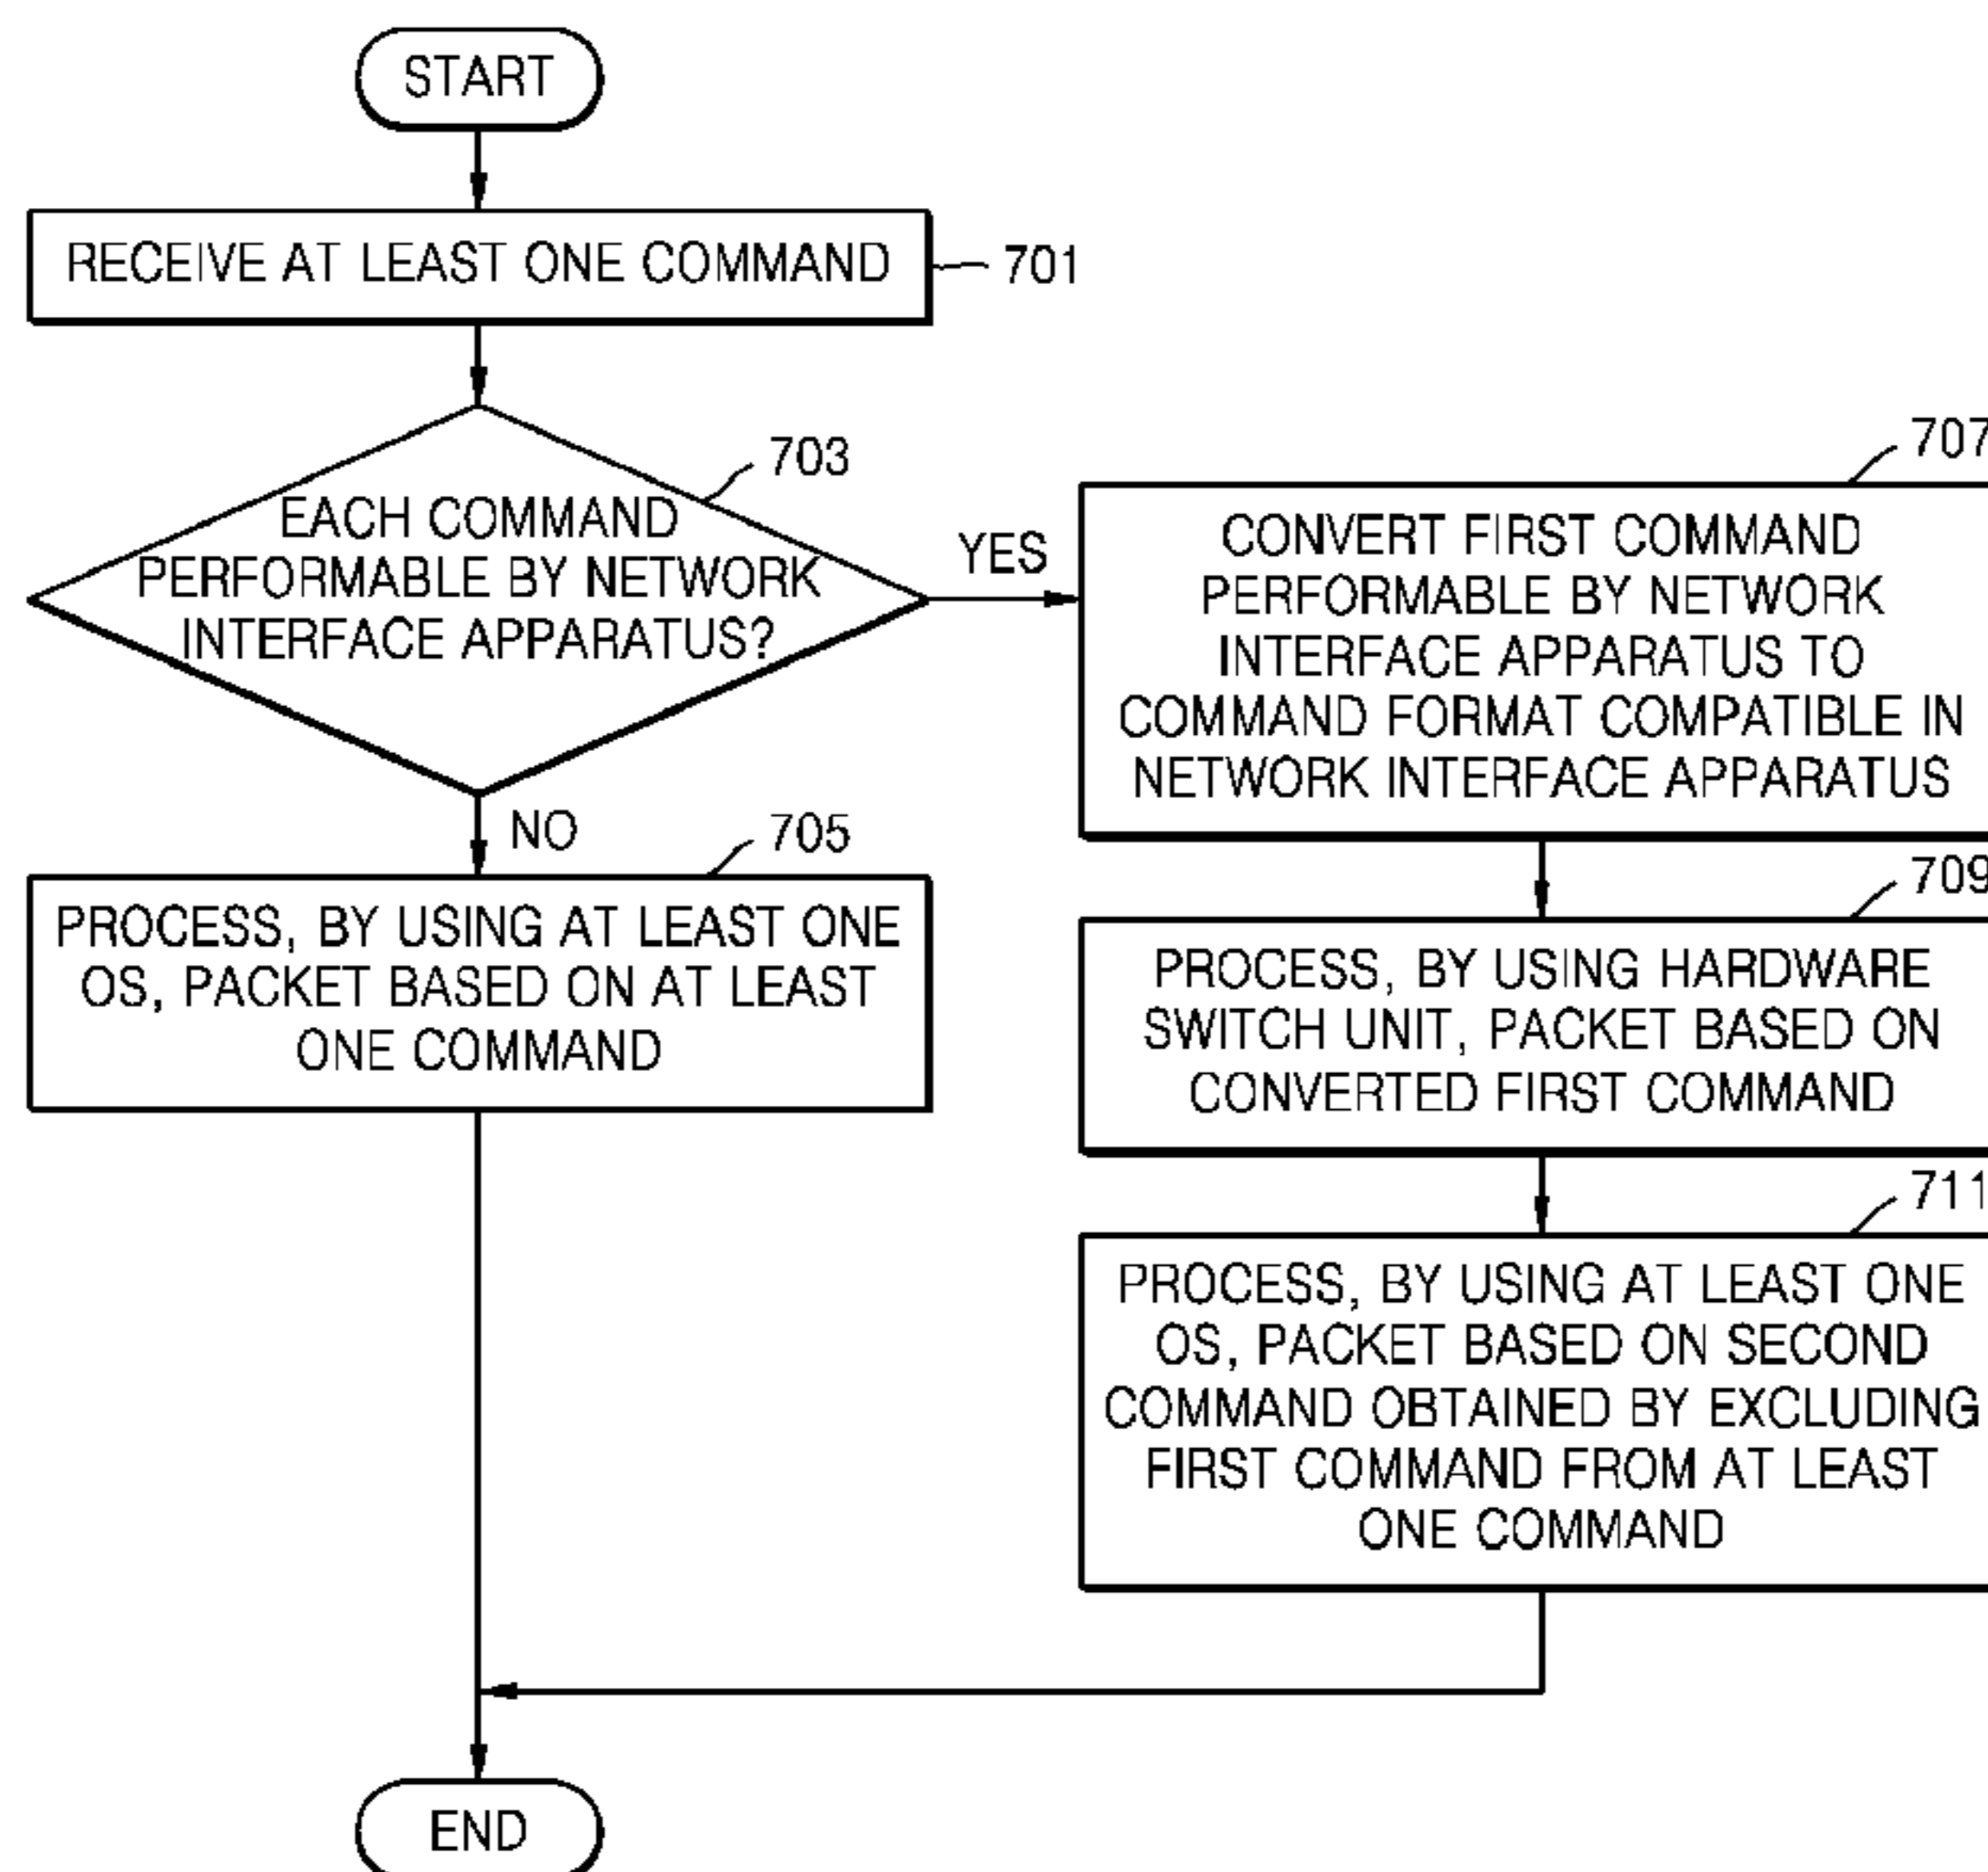 START
RECEIVE AT LEAST ONE COMMAND
701
703
EACH COMMAND
PERFORMABLE BY NETWORK
INTERFACE APPARATUS?
YES
NO
705
PROCESS, BY USING AT LEAST ONE
OS, PACKET BASED ON AT LEAST
ONE COMMAND
707
CONVERT FIRST COMMAND
PERFORMABLE BY NETWORK
INTERFACE APPARATUS TO
COMMAND FORMAT COMPATIBLE IN
NETWORK INTERFACE APPARATUS
709
PROCESS, BY USING HARDWARE
SWITCH UNIT, PACKET BASED ON
CONVERTED FIRST COMMAND
711
PROCESS, BY USING AT LEAST ONE
OS, PACKET BASED ON SECOND
COMMAND OBTAINED BY EXCLUDING
FIRST COMMAND FROM AT LEAST
ONE COMMAND
END